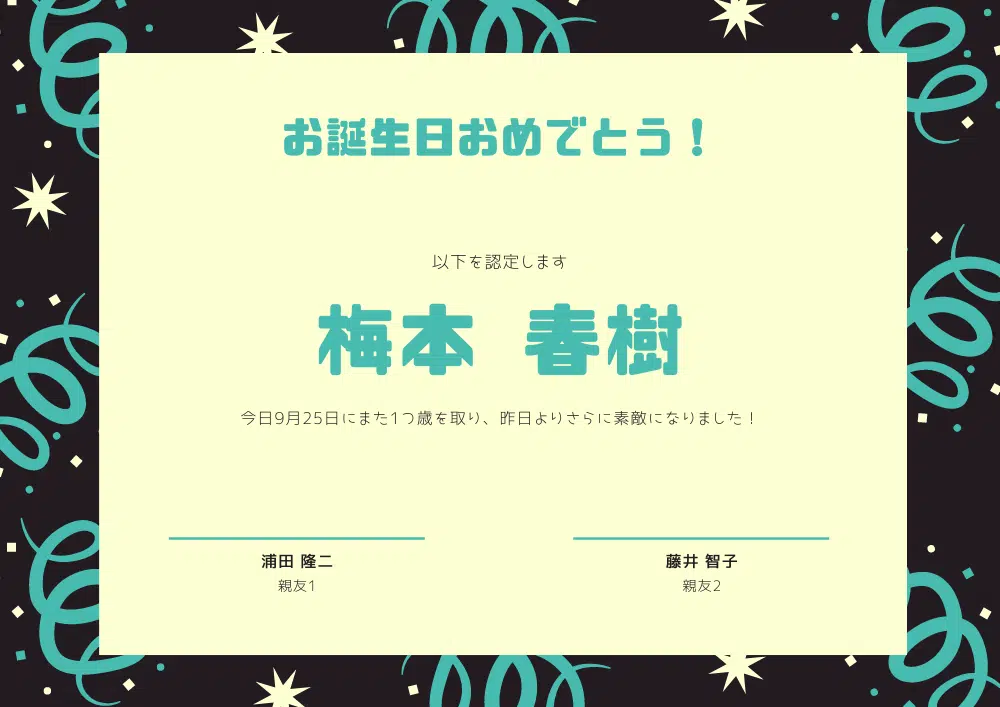 お誕生日おめでとう！
以下を認定します
梅本 春樹
今日9月25日にまた1つ歳を取り、昨日よりさらに素敵になりました！
浦田 隆二
親友1
藤井 智子
親友2